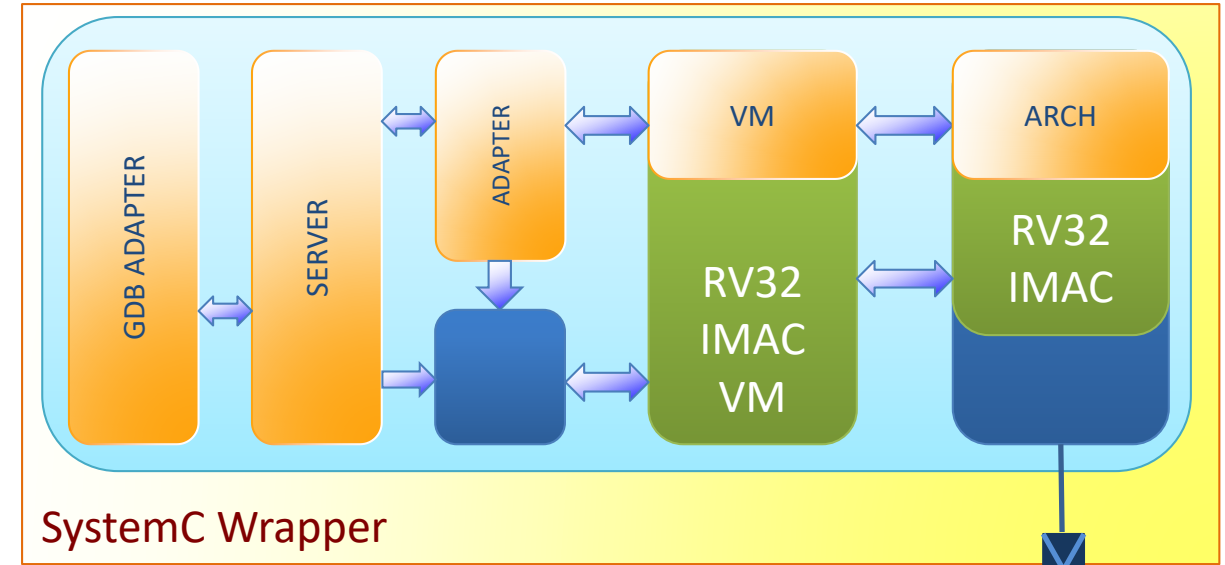 GDB ADAPTER
SERVER
ADAPTER
VM
RV32
IMAC
VM
ARCH
RV32
IMAC
SystemC Wrapper